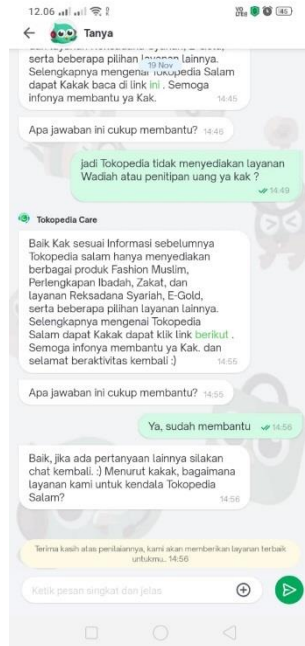 12.06
Tanya
serta beberapa pilihan layanan lainnya.
19 Nov
Selengkapnya mengenai Tokopedia Salam
dapat Kakak baca di link ini . Semoga
infonya membantu ya Kak.
14:45
Apa jawaban ini cukup membantu? 14:46
jadi Tokopedia tidak menyediakan layanan
Wadiah atau penitipan uang ya kak ?
14:49
Tokopedia Care
Baik Kak sesuai Informasi sebelumnya
Tokopedia salam hanya menyediakan
berbagai produk Fashion Muslim,
Perlengkapan Ibadah, Zakat, dan
layanan Reksadana Syariah, E-Gold,
serta beberapa pilihan layanan lainnya.
Selengkapnya mengenai Tokopedia
Salam dapat Kakak dapat klik link berikut .
Semoga infonya membantu ya Kak. dan
selamat beraktivitas kembali :)
14:56
Apa jawaban ini cukup membantu? 14:56
Ya, sudah membantu 14:56
Baik, jika ada pertanyaan lainnya silakan
chat kembali. :) Menurut kakak, bagaimana
layanan kami untuk kendala Tokopedia
Salam?
14:56
Terima kasih atas penilaiannya, kami akan memberikan layanan terbaik
untukmu.. 14:56
Ketik pesan singkat dan jelas